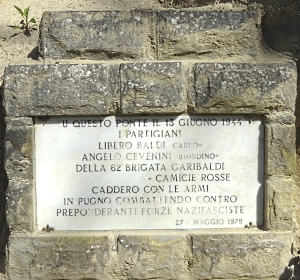 SU QUESTO PONTE IL 13 GIUGNO 1944
I PARTIGIANI
LIBERO BALDI -CARLO-
ANGELO CEVENINI -BIONDINO-
DELLA 62 BRIGATA GARIBALDI
- CAMICIE ROSSE
CADDERO CON LE ARMI
IN PUGNO COMBATTENDO CONTRO
PREPONDERANTI FORZE NAZIFASCISTE
27 - MAGGIO 1979